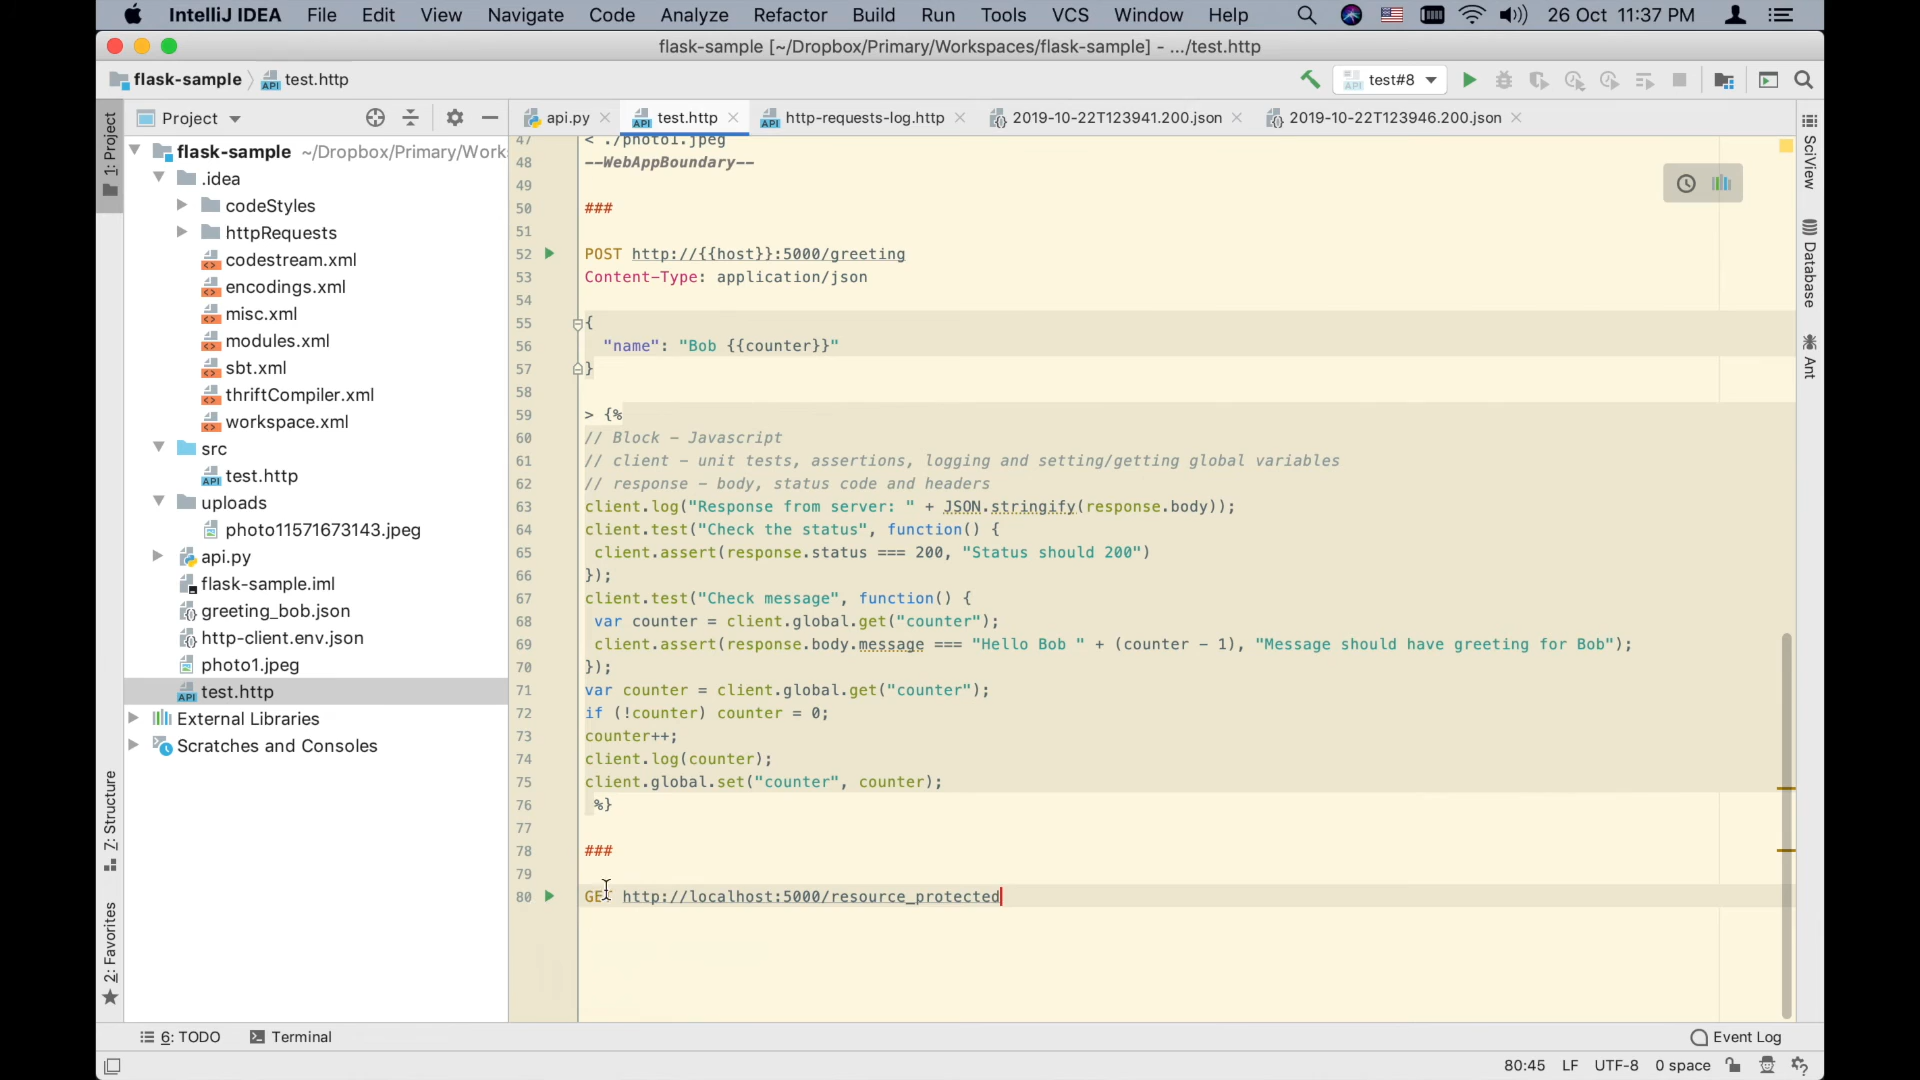 IntelliJ IDEA File Edit View Navigate Code Analyze Refactor Build Run Tools VCS Window Help 26 Oct 11:37 PM
flask-sample [~/Dropbox/Primary/Workspaces/flask-sample] - .../test.http
flask-sample test.http test#8
1: Project
Project
api.py test.http http-requests-log.http 2019-10-22T123941.200.json 2019-10-22T123946.200.json
flask-sample ~/Dropbox/Primary/Work
.idea
codeStyles
httpRequests
codestream.xml
encodings.xml
misc.xml
modules.xml
sbt.xml
thriftCompiler.xml
workspace.xml
src
test.http
uploads
photo11571673143.jpeg
api.py
flask-sample.iml
greeting_bob.json
http-client.env.json
photo1.jpeg
test.http
External Libraries
Scratches and Consoles
7: Structure
2: Favorites
47 < ./photo1.jpeg
48 --WebAppBoundary--
49
50 ###
51
52 POST http://{{host}}:5000/greeting
53 Content-Type: application/json
54
55 {
56 "name": "Bob {{counter}}"
57 }
58
59 > {%
60 // Block - Javascript
61 // client - unit tests, assertions, logging and setting/getting global variables
62 // response - body, status code and headers
63 client.log("Response from server: " + JSON.stringify(response.body));
64 client.test("Check the status", function() {
65 client.assert(response.status === 200, "Status should 200")
66 });
67 client.test("Check message", function() {
68 var counter = client.global.get("counter");
69 client.assert(response.body.message === "Hello Bob " + (counter - 1), "Message should have greeting for Bob");
70 });
71 var counter = client.global.get("counter");
72 if (!counter) counter = 0;
73 counter++;
74 client.log(counter);
75 client.global.set("counter", counter);
76 %}
77
78 ###
79
80 GET http://localhost:5000/resource_protected
SciView
Database
Ant
6: TODO Terminal Event Log
80:45 LF UTF-8 0 space